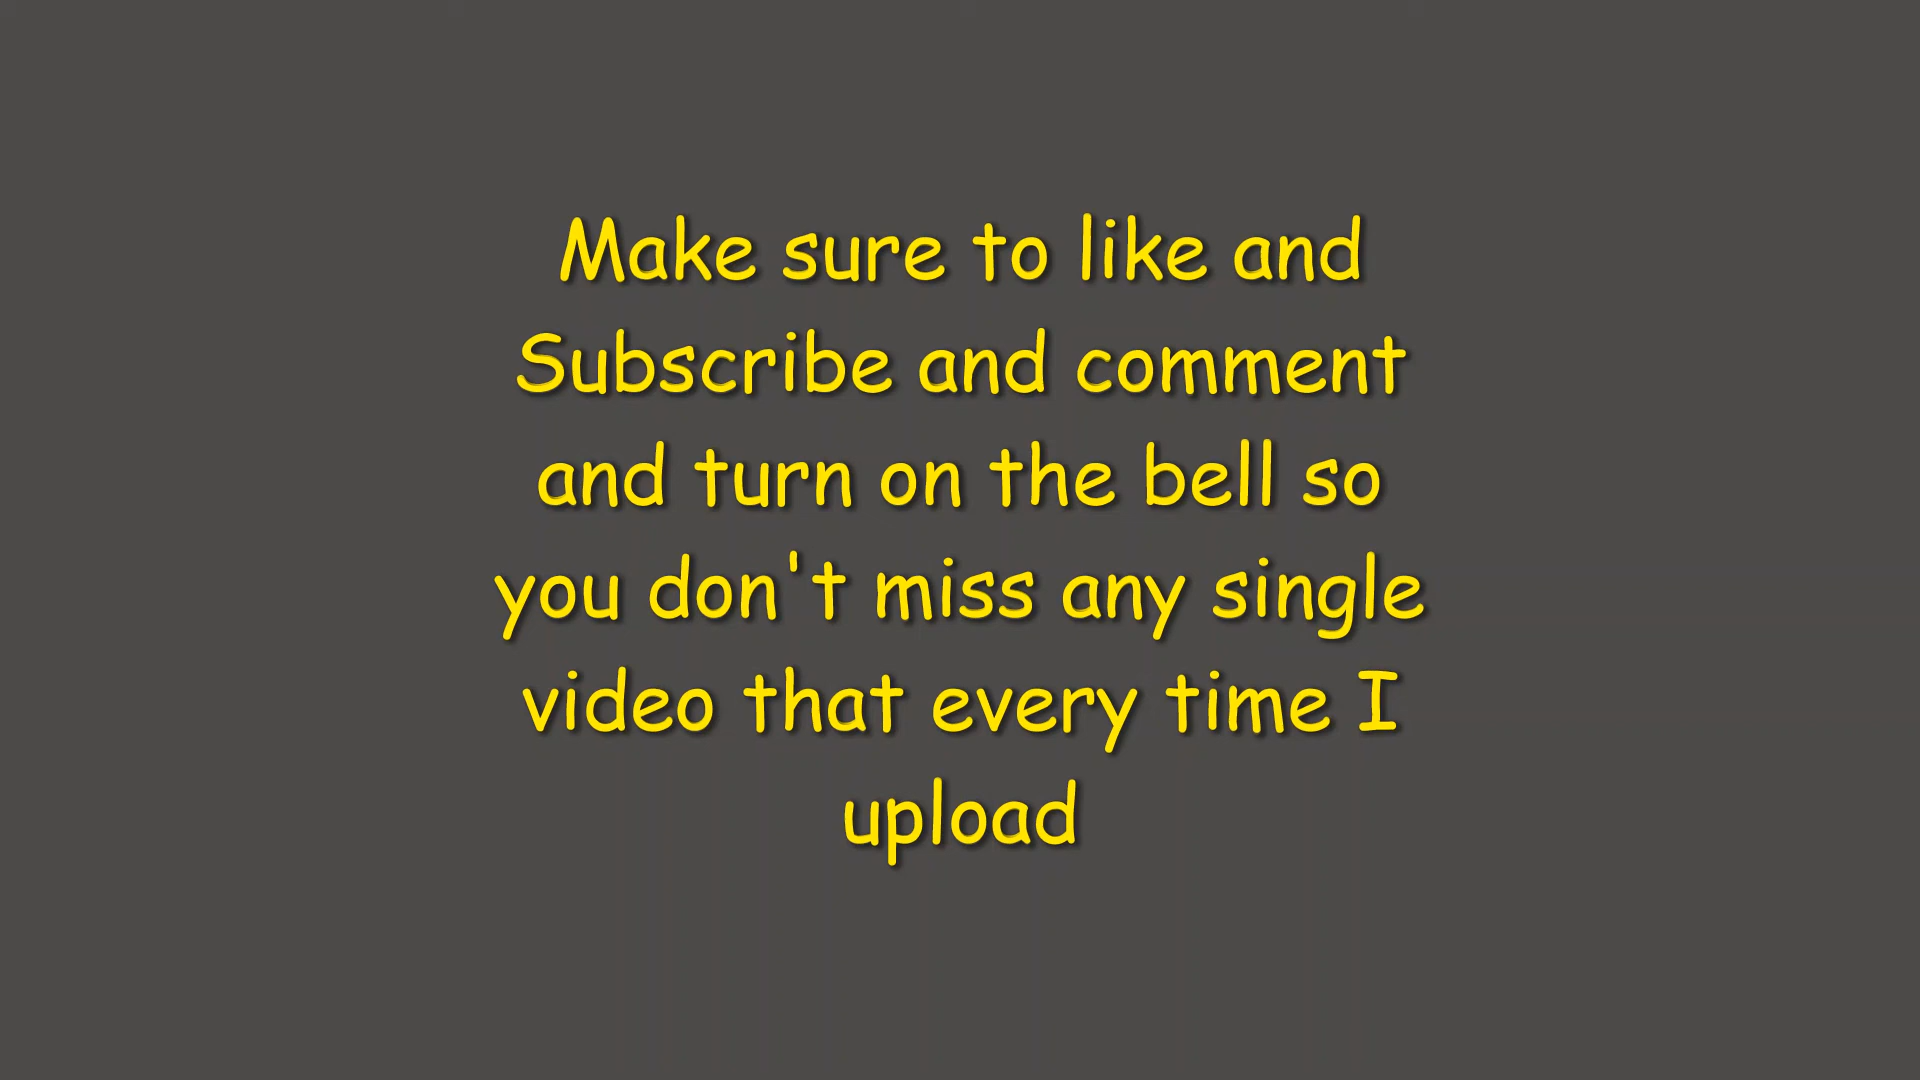 Make sure to like and
Subscribe and comment
and turn on the bell so
you don't miss any single
video that every time I
upload